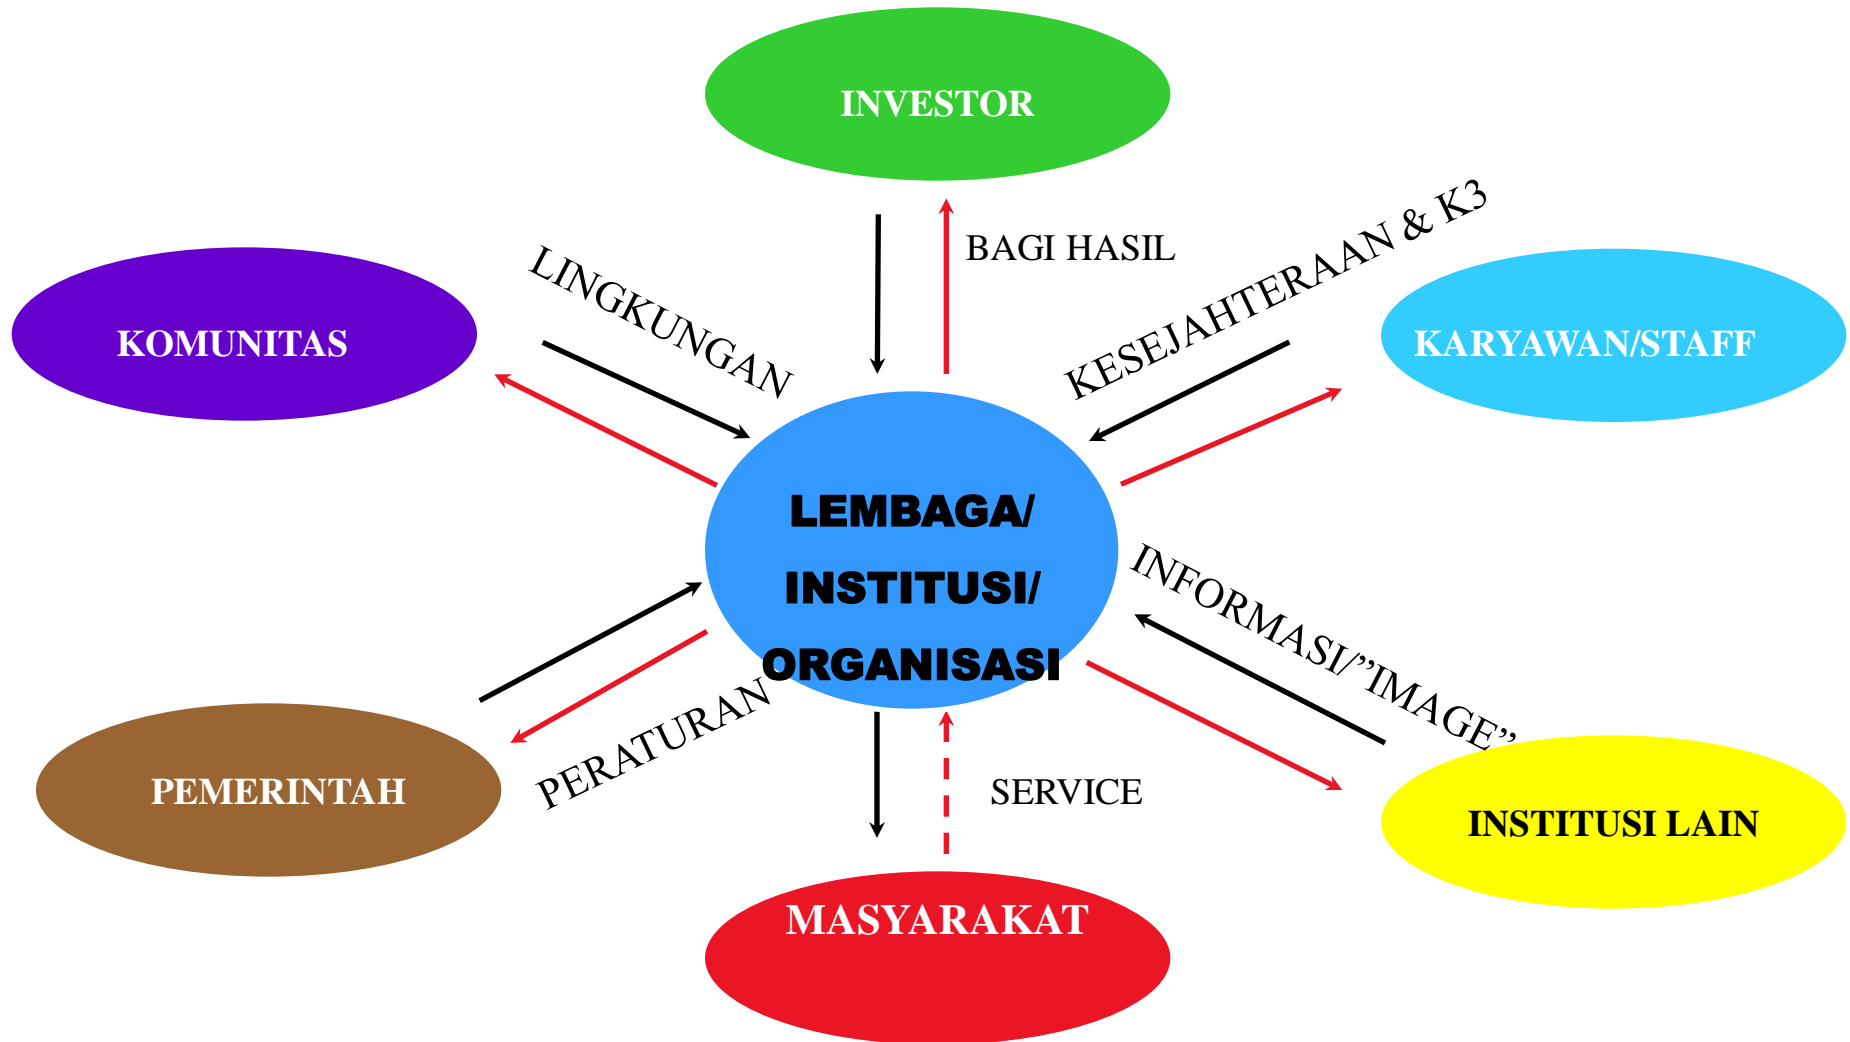 INVESTOR
BAGI HASIL
LINGKUNGAN
KESEJAHTERAAN & K3
KOMUNITAS
KARYAWAN/STAFF
LEMBAGA/
INSTITUSI/
ORGANISASI
INFORMASI/”IMAGE”
PERATURAN
PEMERINTAH
SERVICE
INSTITUSI LAIN
MASYARAKAT